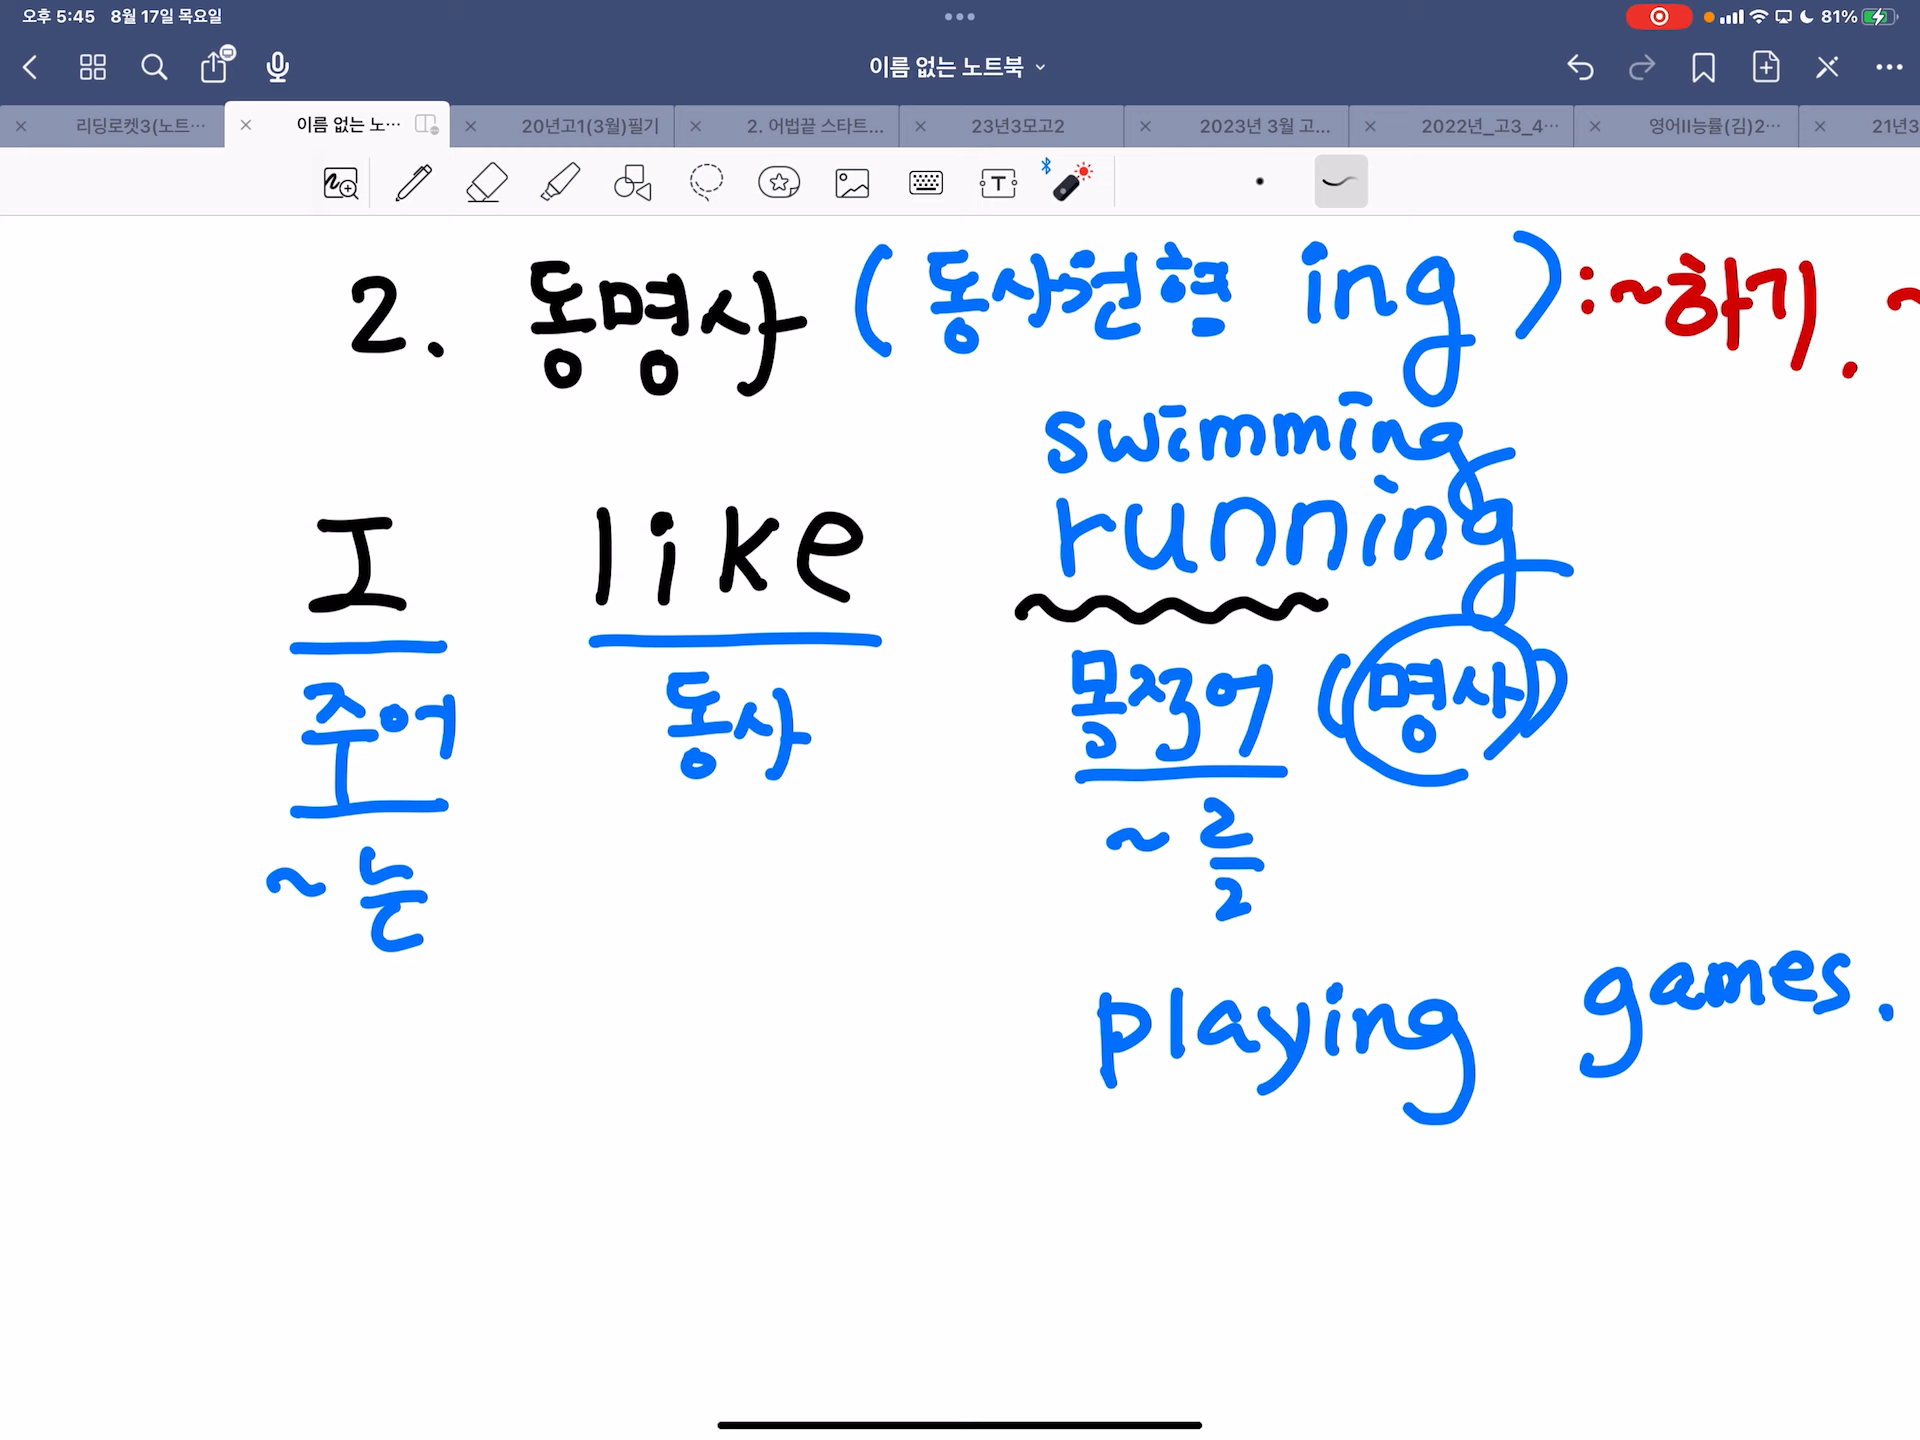 오후 5:45 8월 17일 목요일
81%
이름 없는 노트북
리딩로켓3(노트...
이름 없는 노...
20년고1(3월)필기
2. 어법끝 스타트...
23년3모고2
2023년 3월 고...
2022년_고3_4...
영어II능률(김)2...
21년3
T
2. 동명사 (동사원형 ing) : ~하기. ~
swimming
I like running
주어 동사 목적어 (명사)
~는 ~을
playing games.